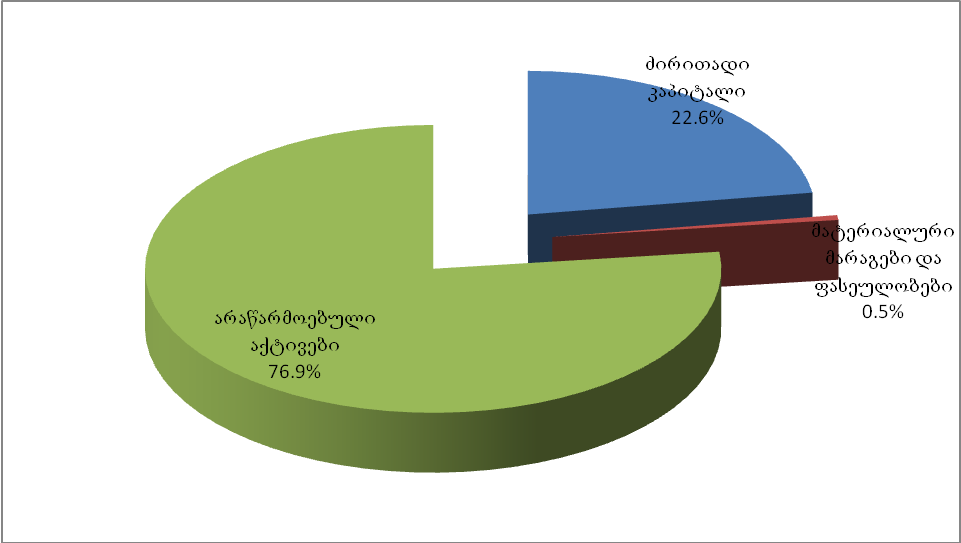 ძირითადი
კაპიტალი
22.6%
მატერიალური
მარაგები და
ფასეულობები
0.5%
არაწარმოებული
აქტივები
76.9%